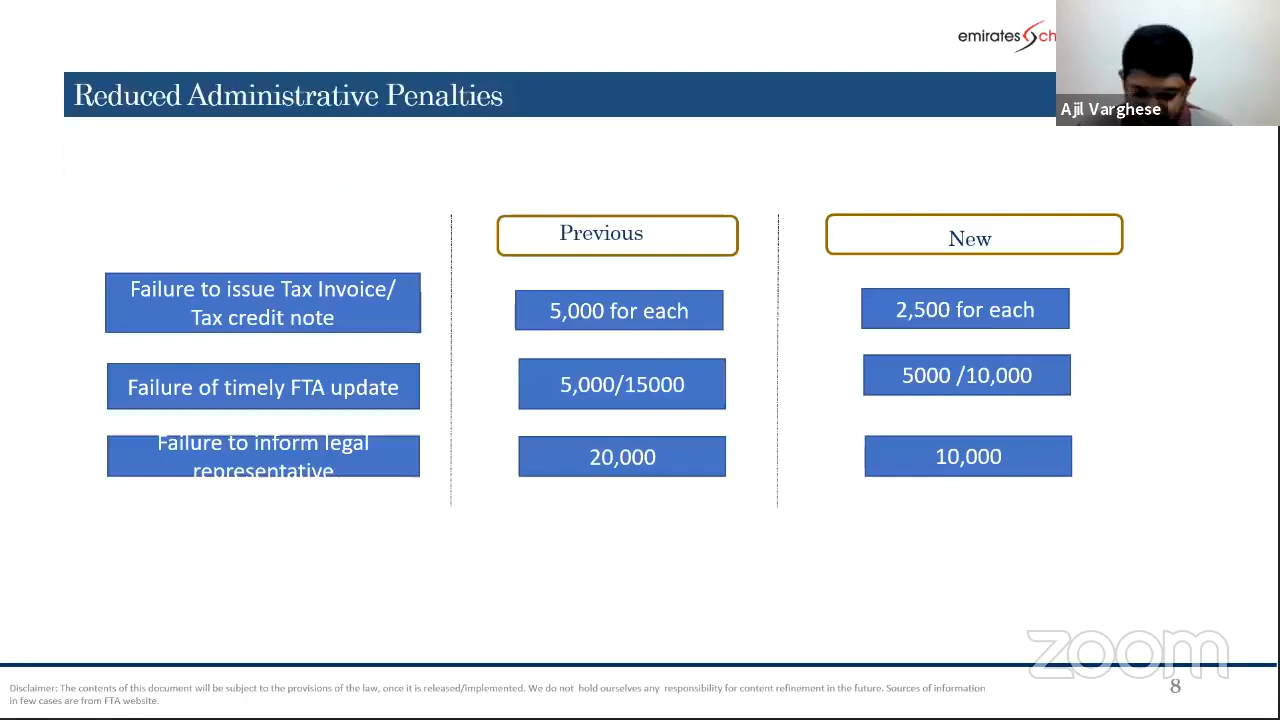 emirates ch
Reduced Administrative Penalties
Ajil Varghese
Previous
New
Failure to issue Tax Invoice/
Tax credit note
5,000 for each
2,500 for each
Failure of timely FTA update
5,000/15000
5000 /10,000
Failure to inform legal
representative
20,000
10,000
zoom
Disclaimer: The contents of this document will be subject to the provisions of the law, once it is released/implemented. We do not hold ourselves any responsibility for content refinement in the future. Sources of information
in few cases are from FTA website.
8